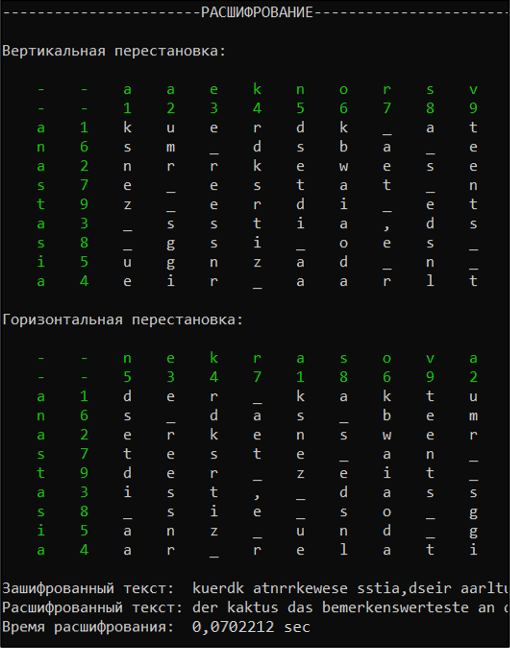 ----------------------РАСШИФРОВАНИЕ----------------------
Вертикальная перестановка:
- - a a e k n o r s v
- - 1 2 3 4 5 6 7 8 9
a 1 k u e r d k _ a t
n 6 s m _ d s b a _ e
a 2 n r r k e w e s e
s 7 e _ e s t a t _ n
t 9 z _ e r d i _ e t
a 3 _ s s t i a , d s
s 8 _ g s i _ o e s _
i 5 u g n z a d _ n _
a 4 e i r _ a a r l t
Горизонтальная перестановка:
- - n e k r a s o v a
- - 5 3 4 7 1 8 6 9 2
a 1 d e r _ k a k t u
n 6 s _ d a s _ b e m
a 2 e r k e n s w e r
s 7 t e s t e _ a n _
t 9 d e r _ z e i t _
a 3 i s t , _ d a s s
s 8 _ s i e _ s o _ g
i 5 a n z _ u n d _ g
a 4 a r _ r e l a t i
Зашифрованный текст: kuerdk atnrrkewese sstia,dseir aarltu
Расшифрованный текст: der kaktus das bemerkenswerteste an
Время расшифрования: 0,0702212 sec